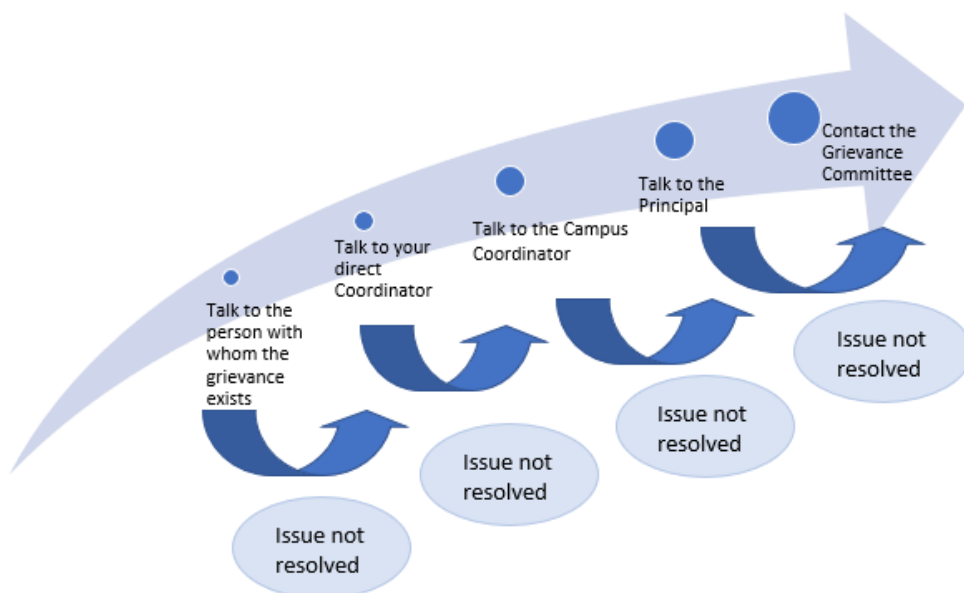 Talk to the
person with
whom the
grievance
exists
Talk to your
direct
Coordinator
Talk to the Campus
Coordinator
Talk to the
Principal
Contact the
Grievance
Committee
Issue not
resolved
Issue not
resolved
Issue not
resolved
Issue not
resolved